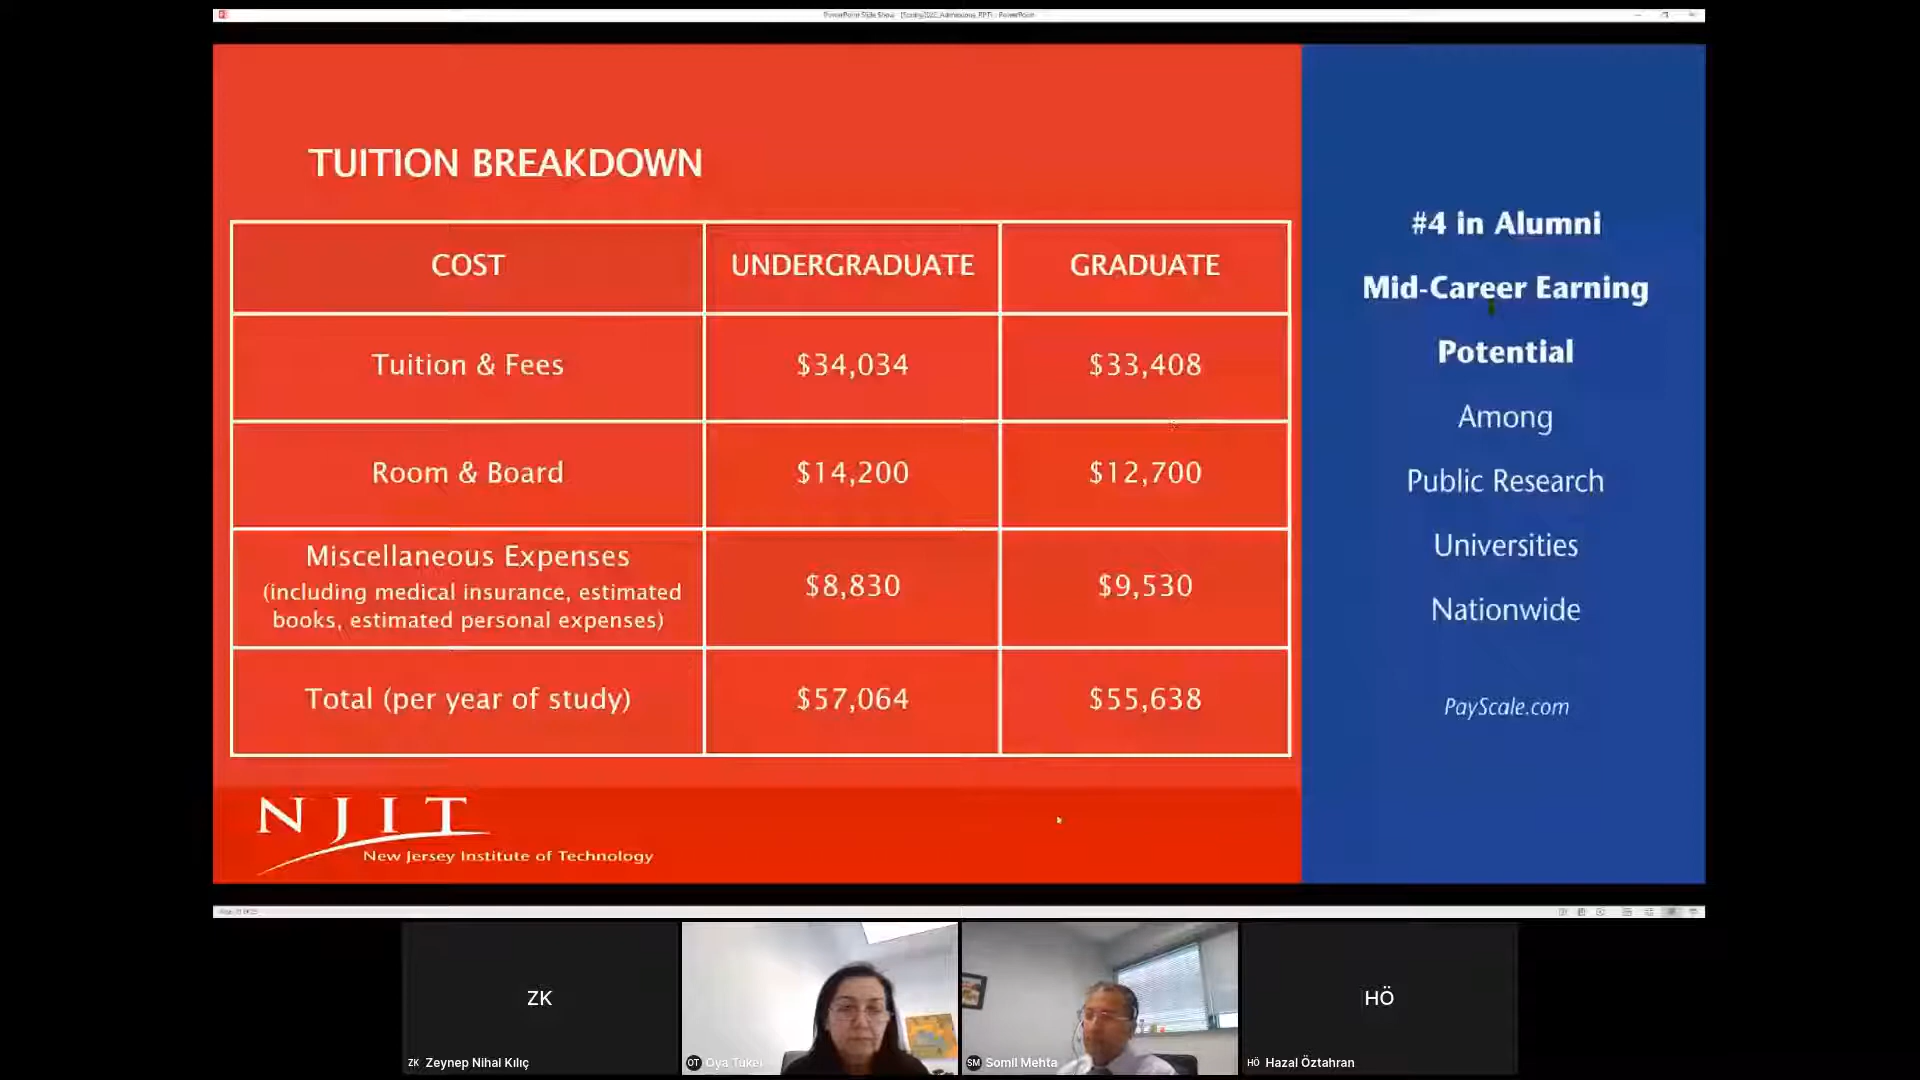 TUITION BREAKDOWN
COST
UNDERGRADUATE
GRADUATE
Tuition & Fees
$34,034
$33,408
Room & Board
$14,200
$12,700
Miscellaneous Expenses
(including medical insurance, estimated
books, estimated personal expenses)
$8,830
$9,530
Total (per year of study)
$57,064
$55,638
NJIT
New Jersey Institute of Technology
#4 in Alumni
Mid-Career Earning
Potential
Among
Public Research
Universities
Nationwide
PayScale.com
ZK
HÖ
ZK Zeynep Nihal Kılıç
OT Oya Tukel
SM Somil Mehta
HÖ Hazal Öztahran